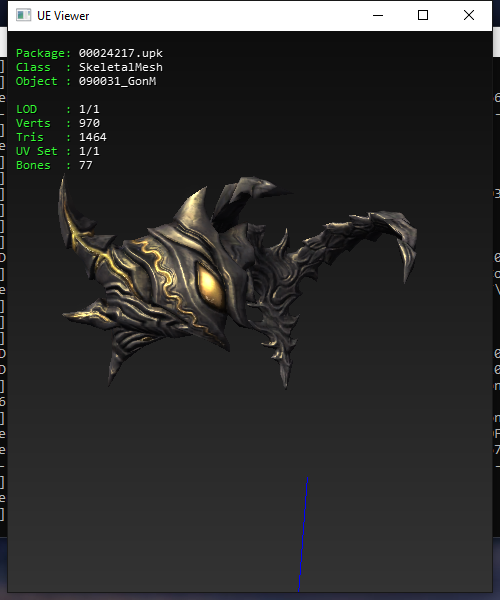 UE Viewer
Package: 00024217.upk
Class : SkeletalMesh
Object : 090031_GonM
LOD : 1/1
Verts : 970
Tris : 1464
UV Set : 1/1
Bones : 77